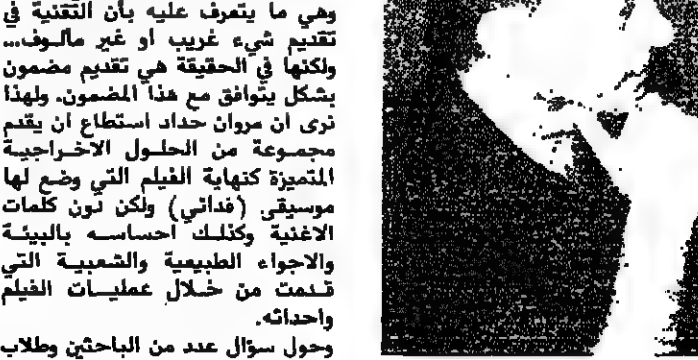 وهي ما يتعرف عليه بأن التقنية في
تقديم شيء غريب او غير مألوف...
ولكنها في الحقيقة هي تقديم مضمون
بشكل يتوافق مع هذا المضمون. ولهذا
نرى ان مروان حداد استطاع ان يقدم
مجموعة من الحلول الاخراجية
المتميزة كنهاية الفيلم التي وضع لها
موسيقى (فدائي) ولكن دون كلمات
الاغنية وكذلك احساسه بالبيئة
والاجواء الطبيعية والشعبية التي
قدمت من خلال عمليات الفيلم
واحداثه.
وحول سؤال عدد من الباحثين وطلاب